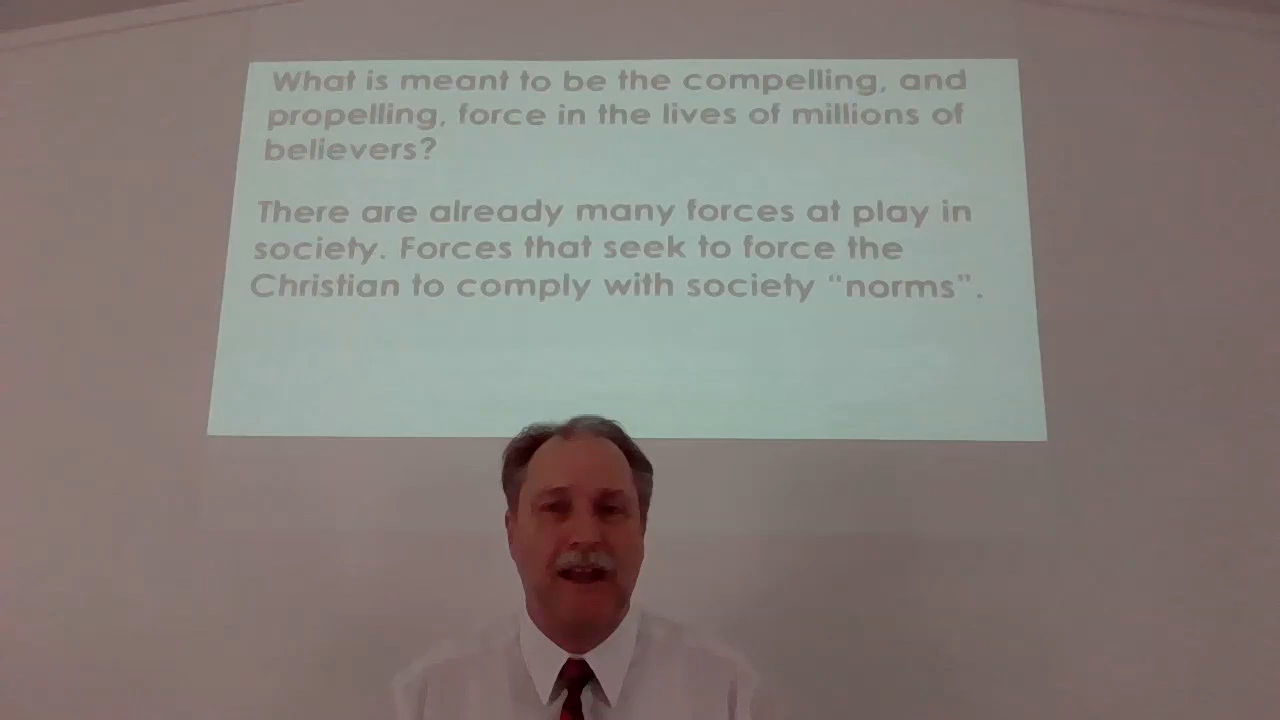 What is meant to be the compelling, and
propelling, force in the lives of millions of
believers?
There are already many forces at play in
society. Forces that seek to force the
Christian to comply with society “norms”.